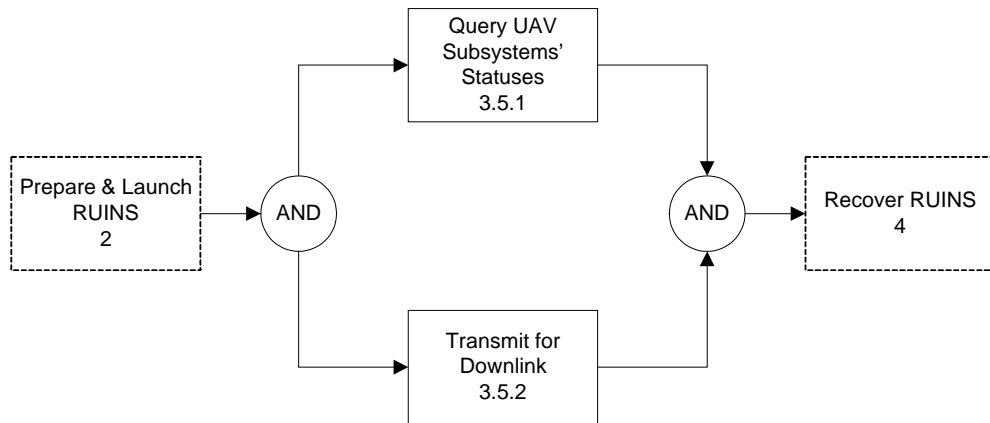 Query UAV
Subsystems’
Statuses
3.5.1
Prepare & Launch
RUINS
2
AND
AND
Recover RUINS
4
Transmit for
Downlink
3.5.2